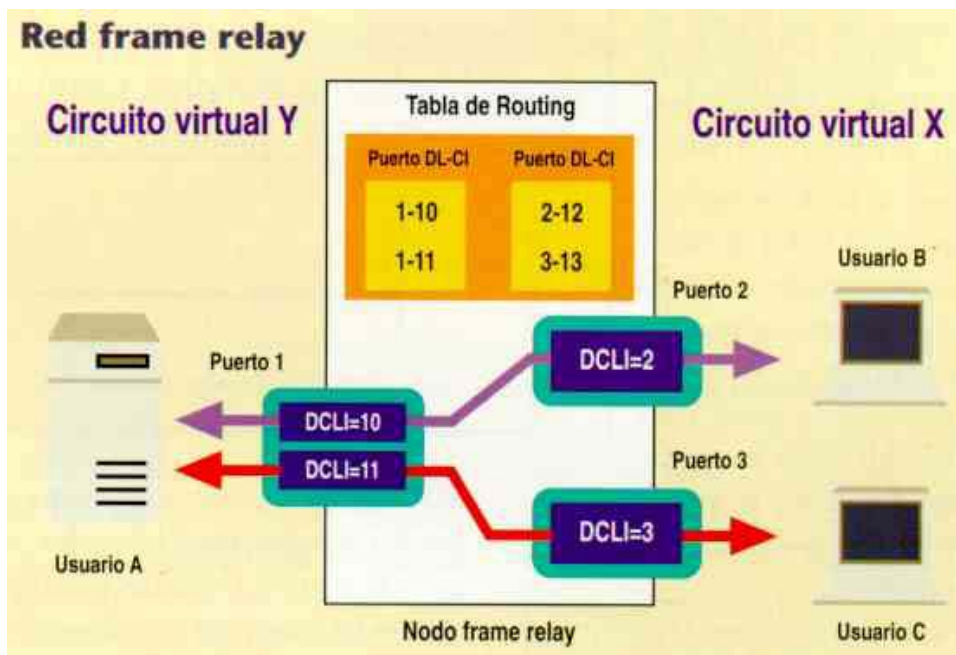 Red frame relay
Circuito virtual Y
Tabla de Routing
Circuito virtual X
Puerto DL-CI
Puerto DL-CI
1-10
2-12
1-11
3-13
Usuario B
Puerto 2
Puerto 1
DCLI=2
DCLI=10
DCLI=11
Puerto 3
DCLI=3
Usuario A
Nodo frame relay
Usuario C